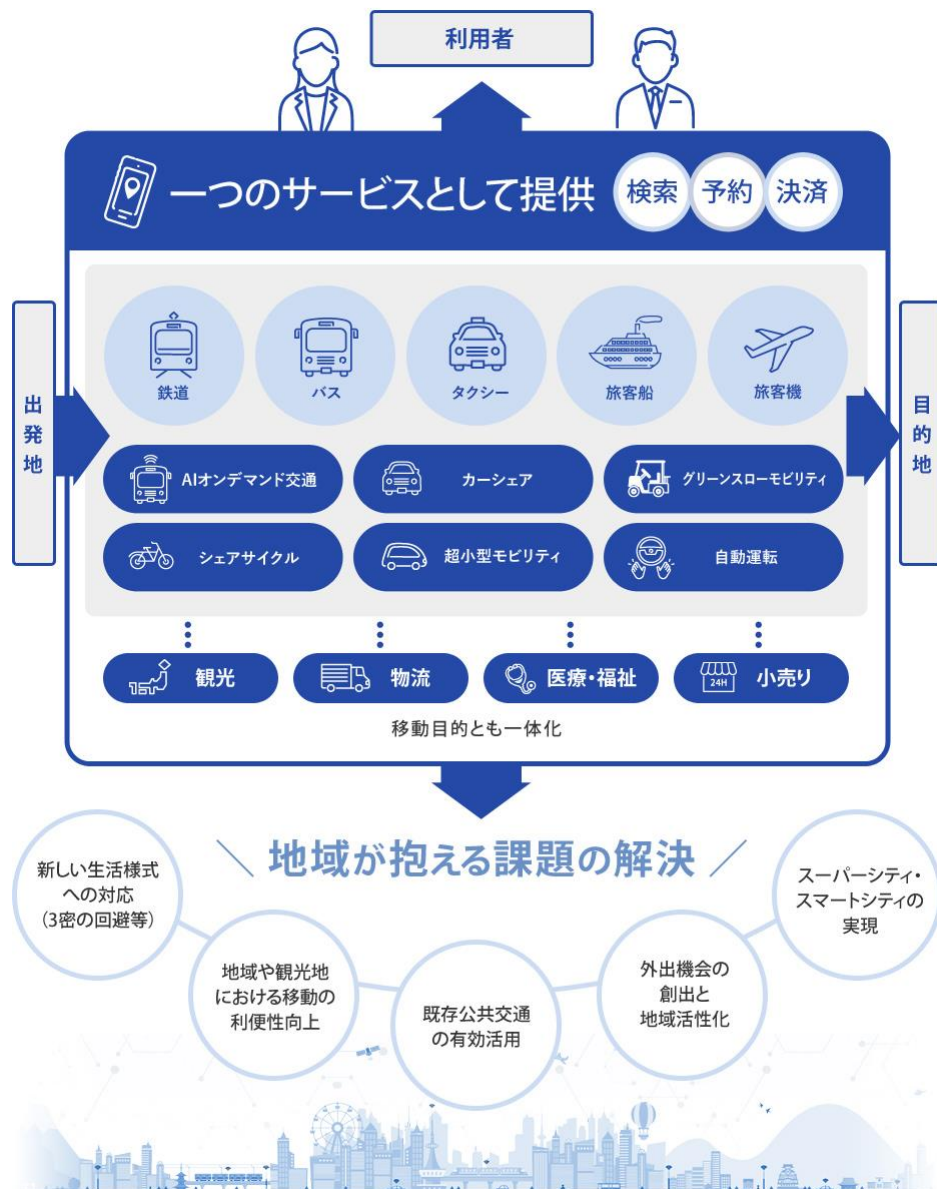 利用者
一つのサービスとして提供
検索
予約
決済
出発地
目的地
鉄道
バス
タクシー
旅客船
旅客機
AIオンデマンド交通
カーシェア
グリーンスローモビリティ
シェアサイクル
超小型モビリティ
自動運転
観光
物流
医療・福祉
24H
小売り
移動目的とも一体化
地域が抱える課題の解決
新しい生活様式
への対応
(3密の回避等)
地域や観光地
における移動の
利便性向上
既存公共交通
の有効活用
外出機会の
創出と
地域活性化
スーパーシティ・
スマートシティの
実現